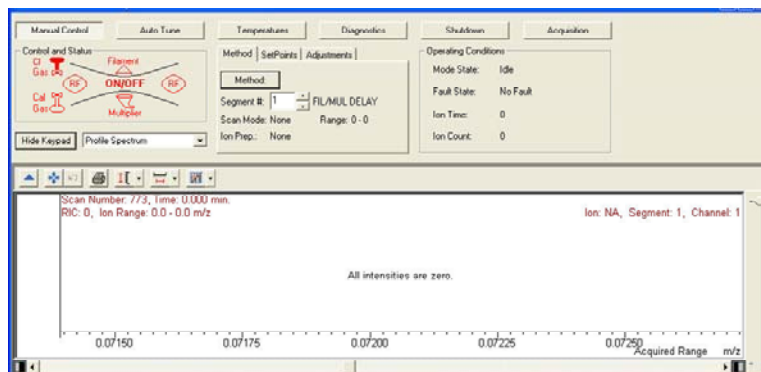 Manual Control Auto Tune Temperatures Diagnostics Shutdown Acquisition
Control and Status
CI
Gas
Filament
RF ON/OFF RF
Cal
Gas
Multiplier
Hide Keypad Profile Spectrum
Method SetPoints Adjustments
Method:
Segment #: 1 FIL/MUL DELAY
Scan Mode: None Range: 0 - 0
Ion Prep.: None
Operating Conditions
Mode State: Idle
Fault State: No Fault
Ion Time: 0
Ion Count: 0
Scan Number: 773, Time: 0.000 min.
RIC: 0, Ion Range: 0.0 - 0.0 m/z
Ion: NA, Segment: 1, Channel: 1
All intensities are zero.
0.07150 0.07175 0.07200 0.07225 0.07250
Acquired Range m/z